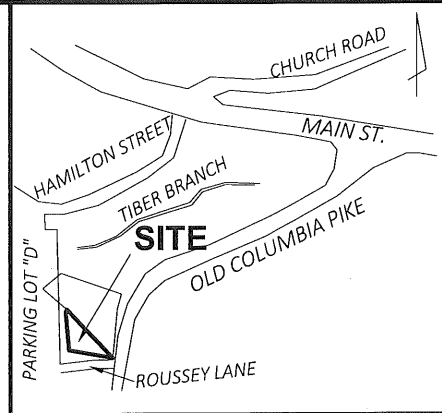 CHURCH ROAD
MAIN ST.
HAMILTON STREET
TIBER BRANCH
SITE
OLD COLUMBIA PIKE
PARKING LOT "D"
ROUSSEY LANE